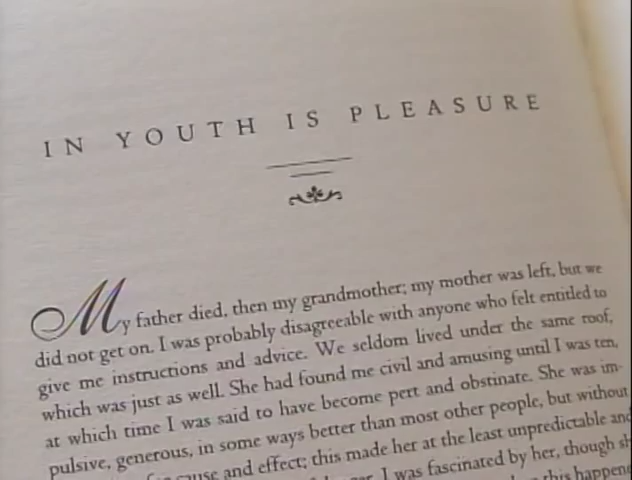 IN YOUTH IS PLEASURE
My father died, then my grandmother; my mother was left, but we
did not get on. I was probably disagreeable with anyone who felt entitled to
give me instructions and advice. We seldom lived under the same roof,
which was just as well. She had found me civil and amusing until I was ten,
at which time I was said to have become pert and obstinate. She was im-
pulsive, generous, in some ways better than most other people, but without
cause and effect; this made her at the least unpredictable and
I was fascinated by her, though
this